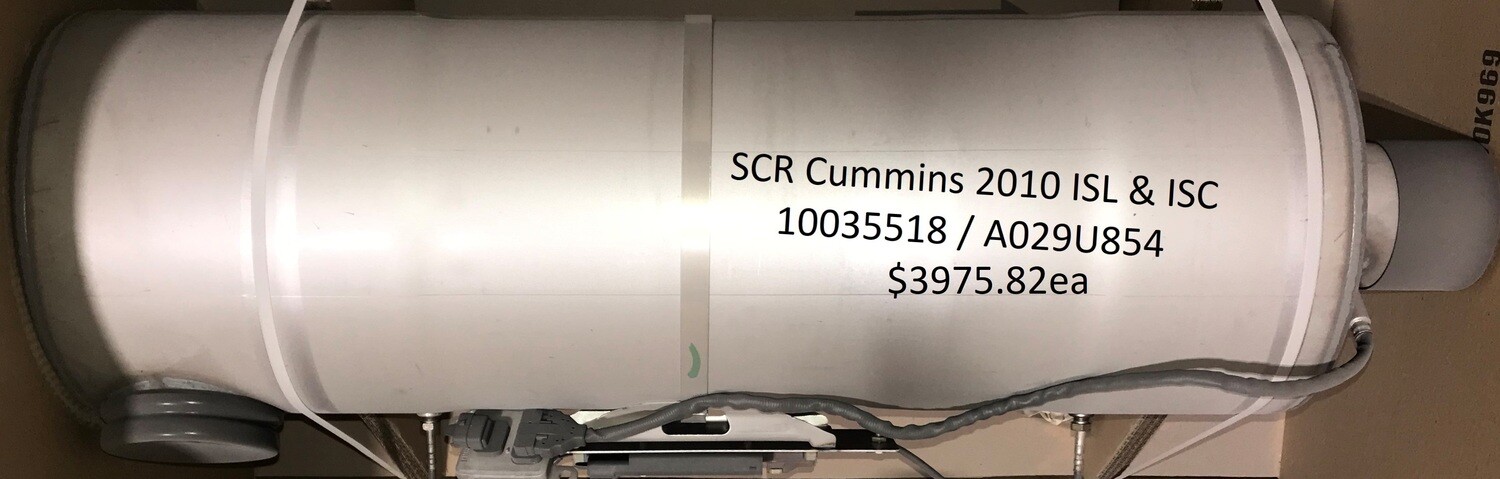 SCR Cummins 2010 ISL & ISC
10035518 / A029U854
$3975.82ea